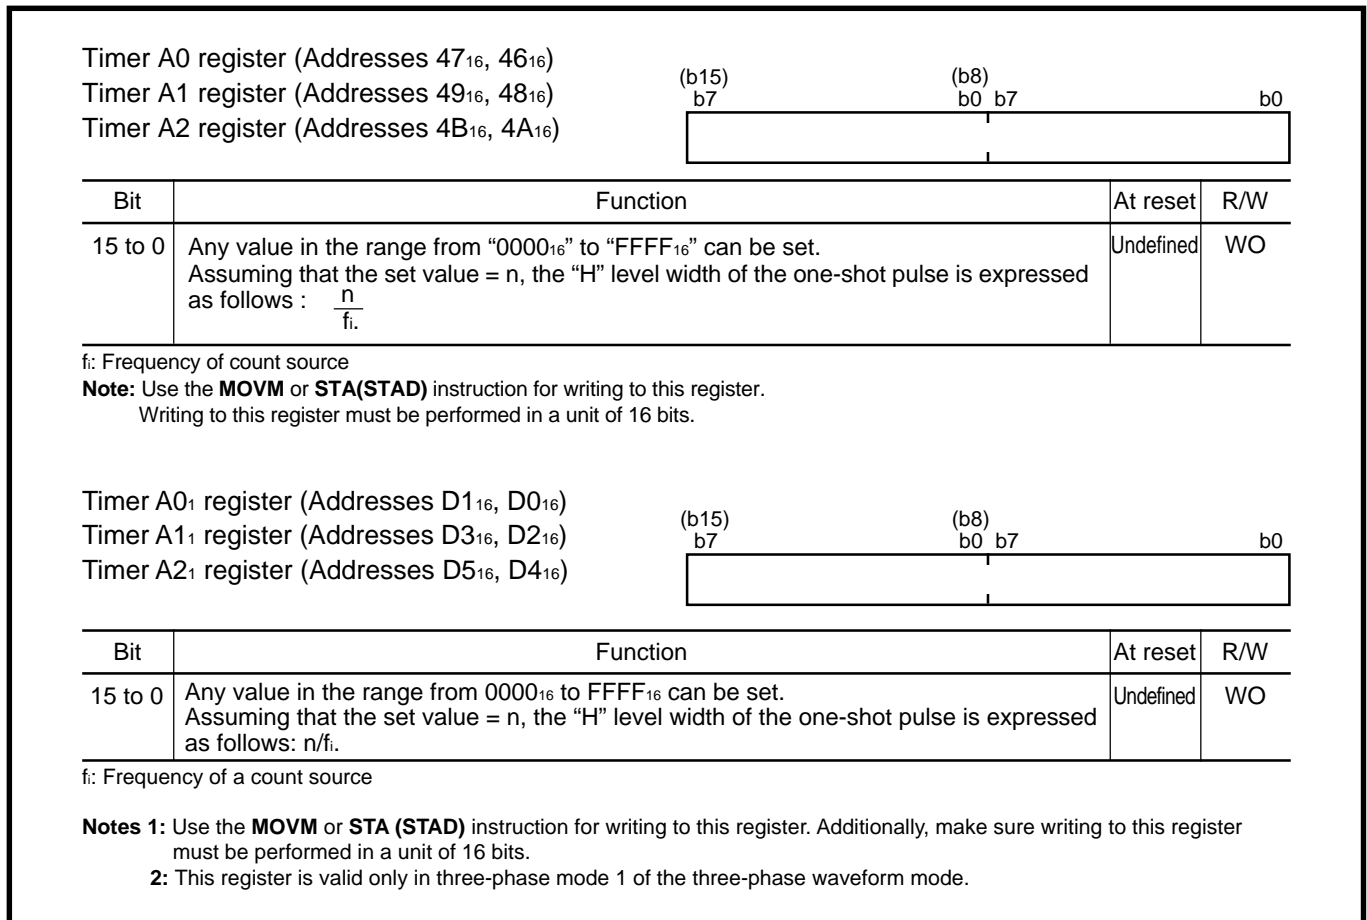 Timer A0 register (Addresses 47₁₆, 46₁₆)
Timer A1 register (Addresses 49₁₆, 48₁₆)
Timer A2 register (Addresses 4B₁₆, 4A₁₆)
(b15) (b8)
b7 b0 b7 b0
Bit Function At reset R/W
15 to 0 Any value in the range from “0000₁₆” to “FFFF₁₆” can be set. Undefined WO
Assuming that the set value = n, the “H” level width of the one-shot pulse is expressed
as follows : n
fᵢ.
fᵢ: Frequency of count source
Note: Use the MOVM or STA(STAD) instruction for writing to this register.
Writing to this register must be performed in a unit of 16 bits.
Timer A0₁ register (Addresses D1₁₆, D0₁₆)
Timer A1₁ register (Addresses D3₁₆, D2₁₆)
Timer A2₁ register (Addresses D5₁₆, D4₁₆)
(b15) (b8)
b7 b0 b7 b0
Bit Function At reset R/W
15 to 0 Any value in the range from 0000₁₆ to FFFF₁₆ can be set. Undefined WO
Assuming that the set value = n, the “H” level width of the one-shot pulse is expressed
as follows: n/fᵢ.
fᵢ: Frequency of a count source
Notes 1: Use the MOVM or STA (STAD) instruction for writing to this register. Additionally, make sure writing to this register
must be performed in a unit of 16 bits.
2: This register is valid only in three-phase mode 1 of the three-phase waveform mode.